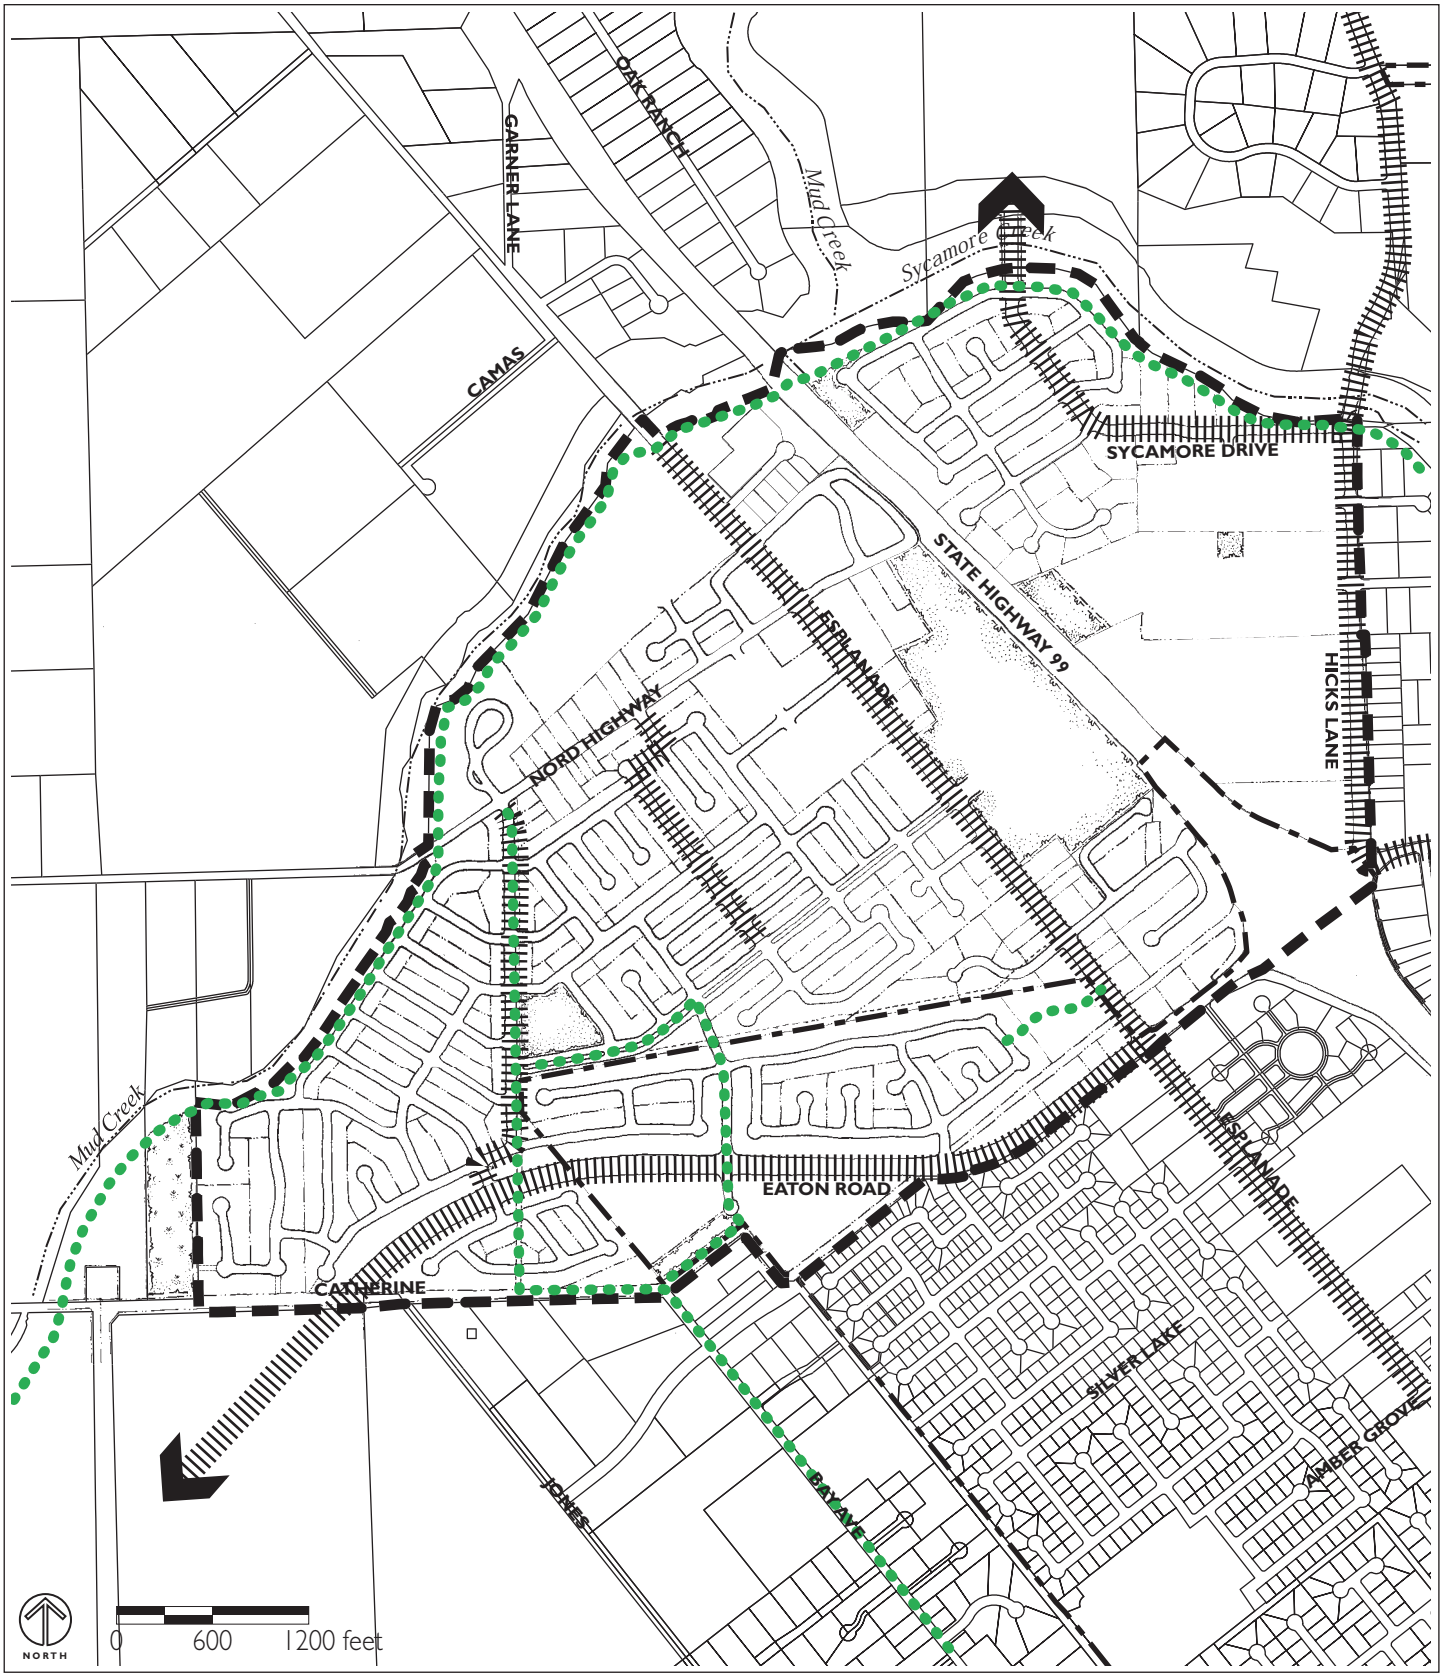 OAK RANCH
GARNER LANE
Mud Creek
Sycamore Creek
CAMAS
SYCAMORE DRIVE
STATE HIGHWAY 99
ESPLANADE
HICKS LANE
NORD HIGHWAY
Mud Creek
EATON ROAD
ESPLANADE
CATHERINE
SILVER LAKE
AMBER GROVE
JONES
BAY AVE
NORTH
0 600 1200 feet